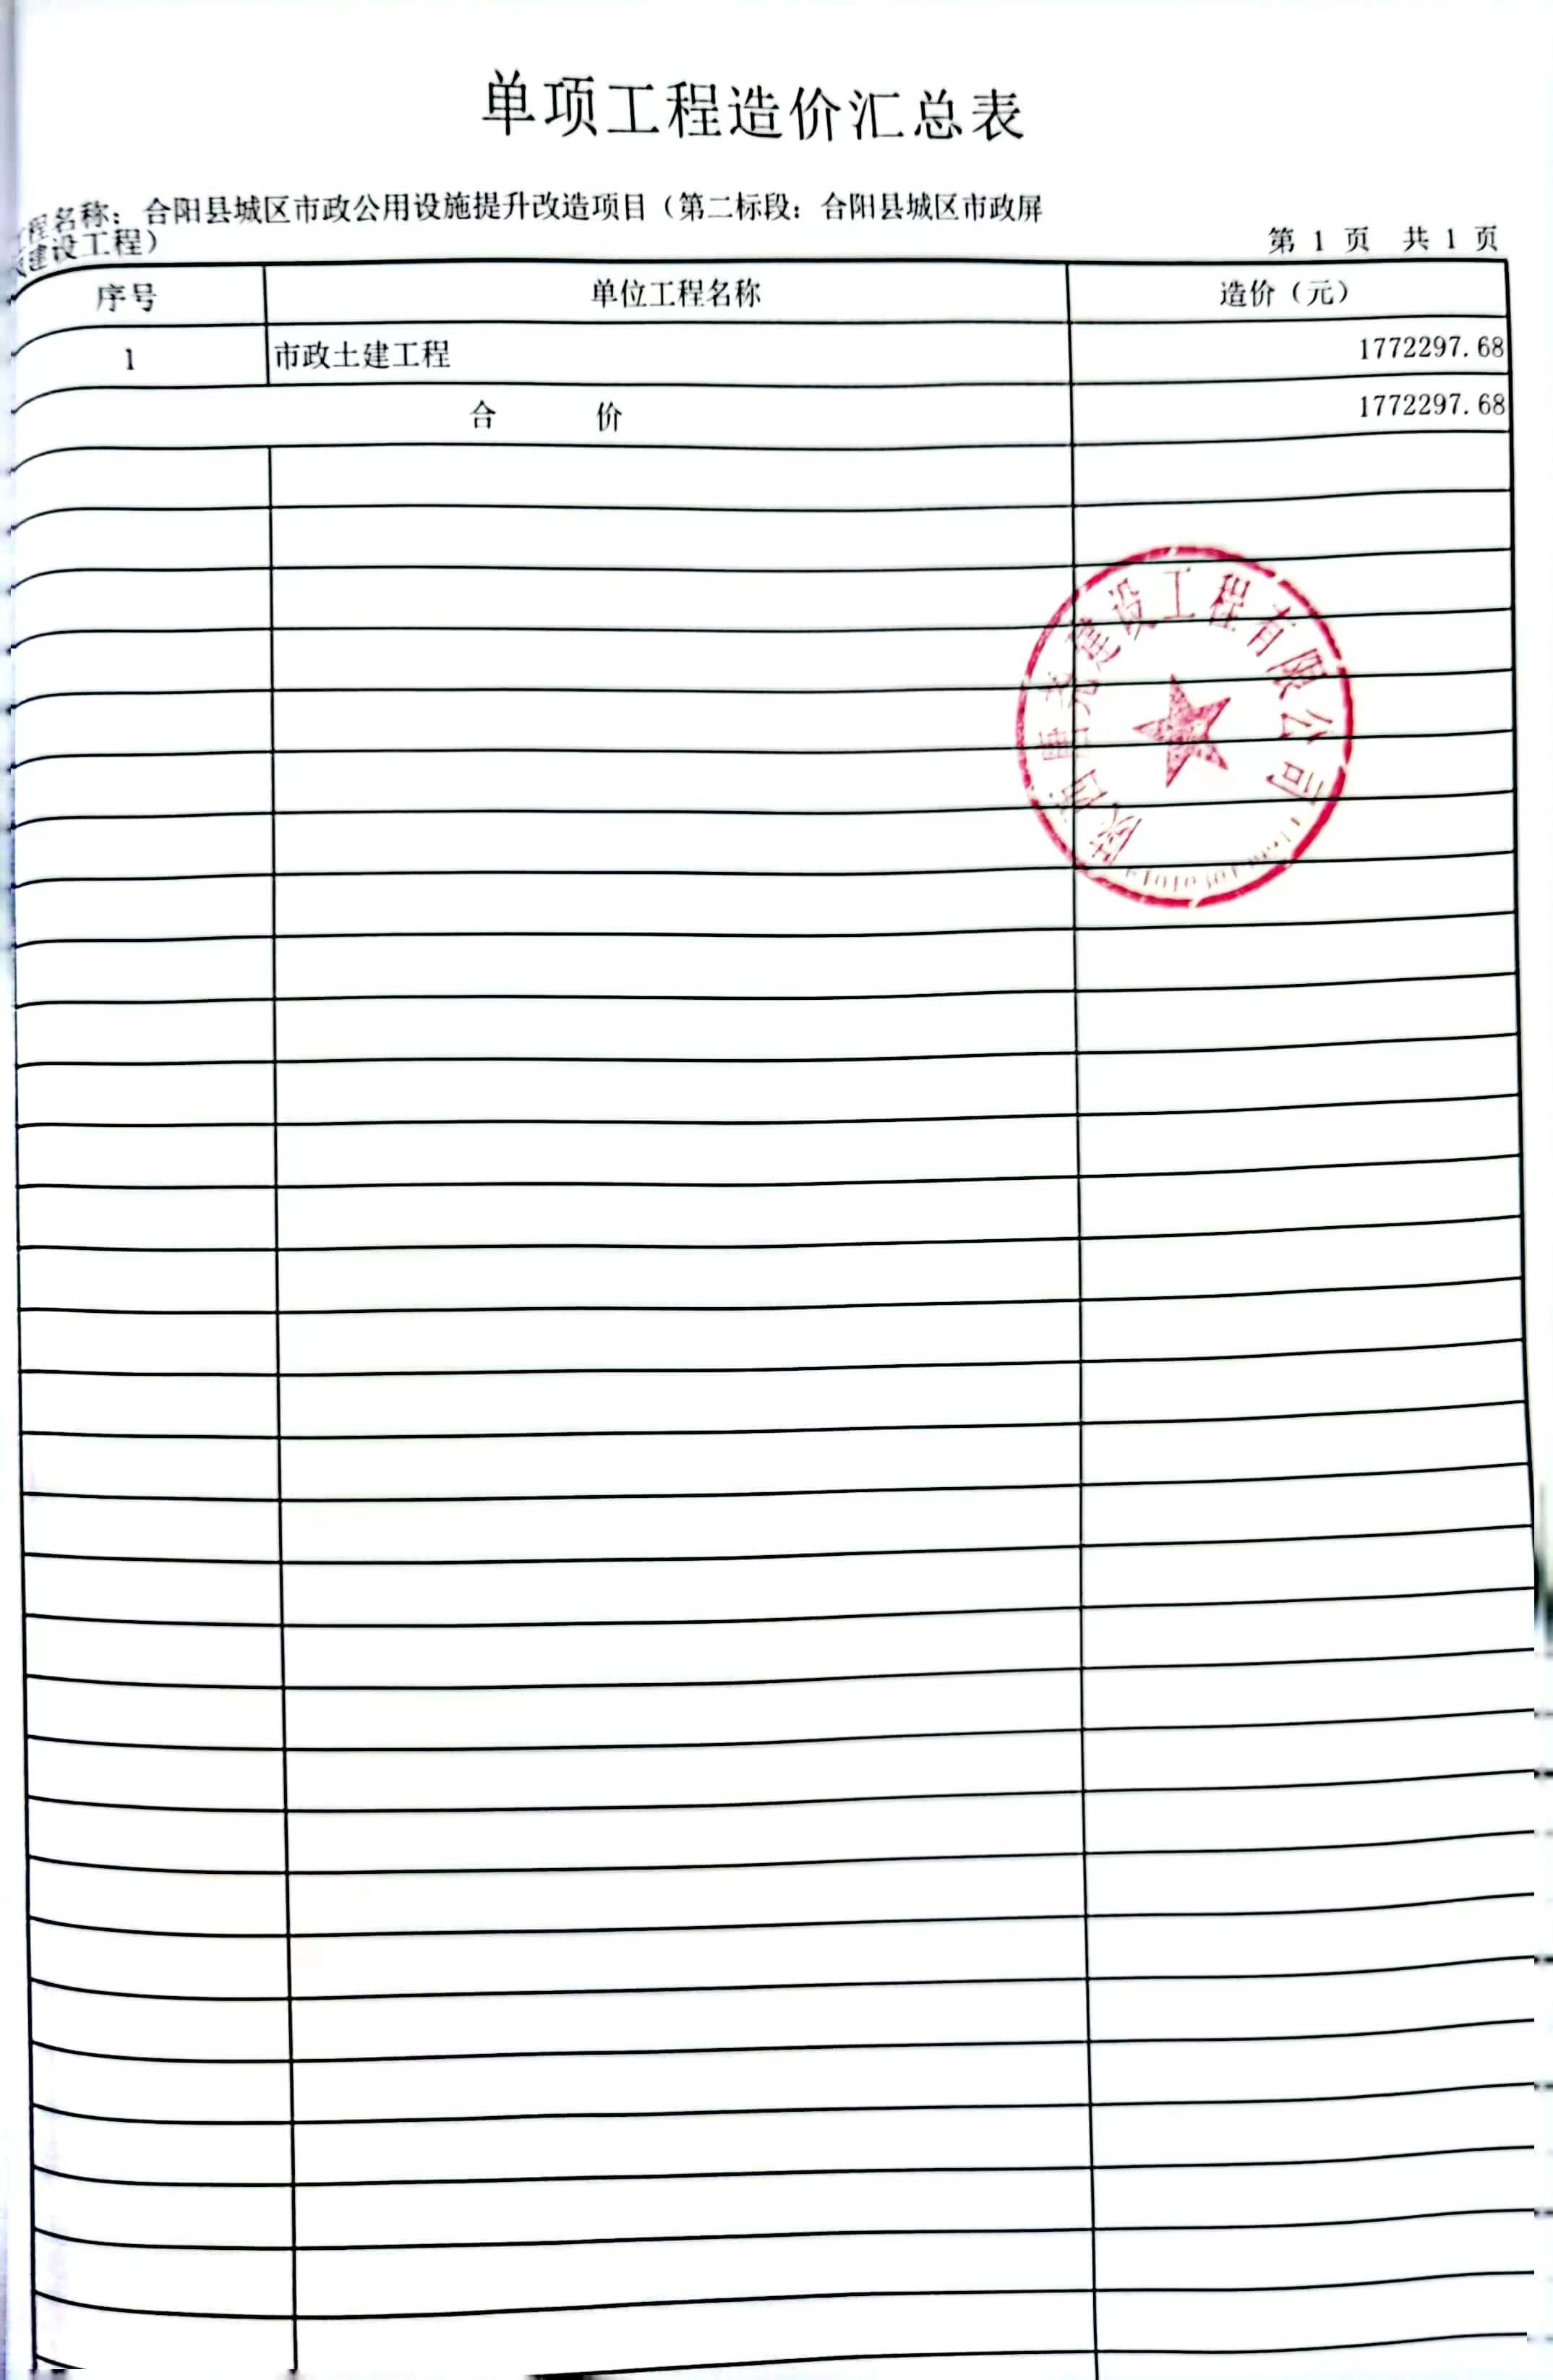 单项工程造价汇总表
工程名称：合阳县城区市政公用设施提升改造项目（第二标段：合阳县城区市政屏
建设工程）
第 1 页 共 1 页
序号 单位工程名称 造价（元）
1 市政土建工程 1772297.68
合 价 1772297.68
建设工程有限公司